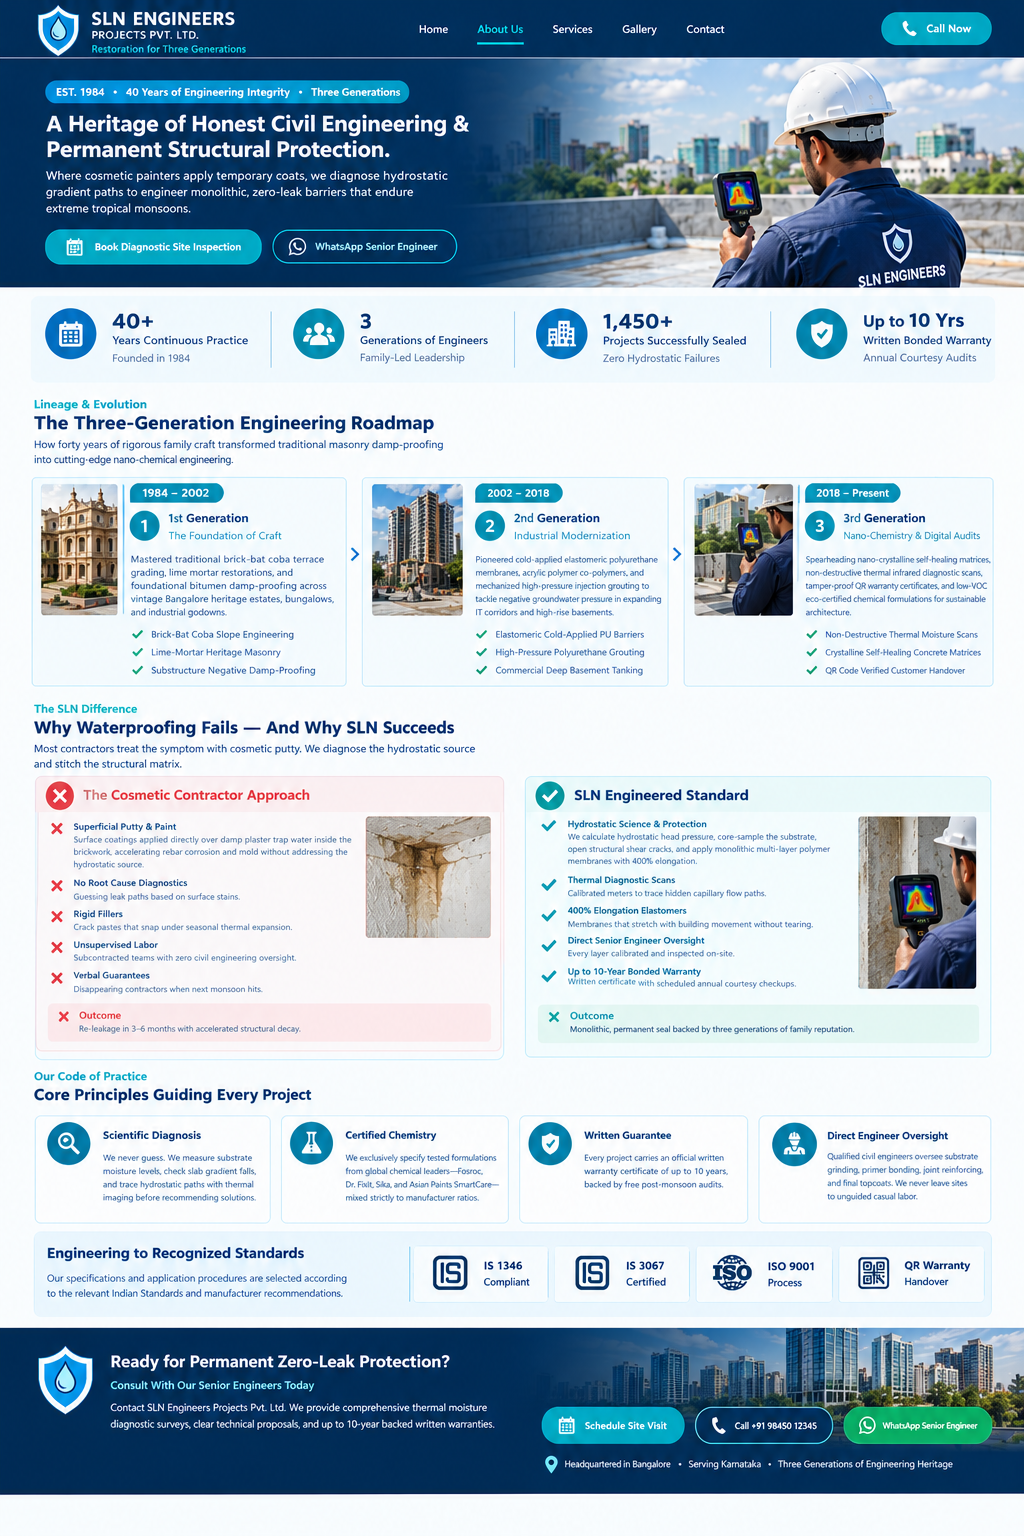 SLN ENGINEERS
PROJECTS PVT. LTD.
Restoration for Three Generations
Home
About Us
Services
Gallery
Contact
Call Now
EST. 1984 • 40 Years of Engineering Integrity • Three Generations
A Heritage of Honest Civil Engineering &
Permanent Structural Protection.
Where cosmetic painters apply temporary coats, we diagnose hydrostatic
gradient paths to engineer monolithic, zero-leak barriers that endure
extreme tropical monsoons.
Book Diagnostic Site Inspection
WhatsApp Senior Engineer
SLN ENGINEERS
40+
Years Continuous Practice
Founded in 1984
3
Generations of Engineers
Family-Led Leadership
1,450+
Projects Successfully Sealed
Zero Hydrostatic Failures
Up to 10 Yrs
Written Bonded Warranty
Annual Courtesy Audits
Lineage & Evolution
The Three-Generation Engineering Roadmap
How forty years of rigorous family craft transformed traditional masonry damp-proofing
into cutting-edge nano-chemical engineering.
1984 – 2002
1
1st Generation
The Foundation of Craft
Mastered traditional brick-bat coba terrace
grading, lime mortar restorations, and
foundational bitumen damp-proofing across
vintage Bangalore heritage estates, bungalows,
and industrial godowns.
Brick-Bat Coba Slope Engineering
Lime-Mortar Heritage Masonry
Substructure Negative Damp-Proofing
2002 – 2018
2
2nd Generation
Industrial Modernization
Pioneered cold-applied elastomeric polyurethane
membranes, acrylic polymer co-polymers, and
mechanized high-pressure injection grouting to
tackle negative groundwater pressure in expanding
IT corridors and high-rise basements.
Elastomeric Cold-Applied PU Barriers
High-Pressure Polyurethane Grouting
Commercial Deep Basement Tanking
2018 – Present
3
3rd Generation
Nano-Chemistry & Digital Audits
Spearheading nano-crystalline self-healing matrices,
non-destructive thermal infrared diagnostic scans,
tamper-proof QR warranty certificates, and low-VOC
eco-certified chemical formulations for sustainable
architecture.
Non-Destructive Thermal Moisture Scans
Crystalline Self-Healing Concrete Matrices
QR Code Verified Customer Handover
The SLN Difference
Why Waterproofing Fails — And Why SLN Succeeds
Most contractors treat the symptom with cosmetic putty. We diagnose the hydrostatic source
and stitch the structural matrix.
The Cosmetic Contractor Approach
Superficial Putty & Paint
Surface coatings applied directly over damp plaster trap water inside the
brickwork, accelerating rebar corrosion and mold without addressing the
hydrostatic source.
No Root Cause Diagnostics
Guessing leak paths based on surface stains.
Rigid Fillers
Crack pastes that snap under seasonal thermal expansion.
Unsupervised Labor
Subcontracted teams with zero civil engineering oversight.
Verbal Guarantees
Disappearing contractors when next monsoon hits.
Outcome
Re-leakage in 3–6 months with accelerated structural decay.
SLN Engineered Standard
Hydrostatic Science & Protection
We calculate hydrostatic head pressure, core-sample the substrate,
open structural shear cracks, and apply monolithic multi-layer polymer
membranes with 400% elongation.
Thermal Diagnostic Scans
Calibrated meters to trace hidden capillary flow paths.
400% Elongation Elastomers
Membranes that stretch with building movement without tearing.
Direct Senior Engineer Oversight
Every layer calibrated and inspected on-site.
Up to 10-Year Bonded Warranty
Written certificate with scheduled annual courtesy checkups.
Outcome
Monolithic, permanent seal backed by three generations of family reputation.
Our Code of Practice
Core Principles Guiding Every Project
Scientific Diagnosis
We never guess. We measure substrate
moisture levels, check slab gradient falls,
and trace hydrostatic paths with thermal
imaging before recommending solutions.
Certified Chemistry
We exclusively specify tested formulations
from global chemical leaders—Fosroc,
Dr. Fixit, Sika, and Asian Paints SmartCare—
mixed strictly to manufacturer ratios.
Written Guarantee
Every project carries an official written
warranty certificate of up to 10 years,
backed by free post-monsoon audits.
Direct Engineer Oversight
Qualified civil engineers oversee substrate
grinding, primer bonding, joint reinforcing,
and final topcoats. We never leave sites
to unguided casual labor.
Engineering to Recognized Standards
Our specifications and application procedures are selected according
to the relevant Indian Standards and manufacturer recommendations.
IS
IS 1346
Compliant
IS
IS 3067
Certified
ISO
ISO 9001
Process
QR Warranty
Handover
Ready for Permanent Zero-Leak Protection?
Consult With Our Senior Engineers Today
Contact SLN Engineers Projects Pvt. Ltd. We provide comprehensive thermal moisture
diagnostic surveys, clear technical proposals, and up to 10-year backed written warranties.
Schedule Site Visit
Call +91 98450 12345
WhatsApp Senior Engineer
Headquartered in Bangalore • Serving Karnataka • Three Generations of Engineering Heritage